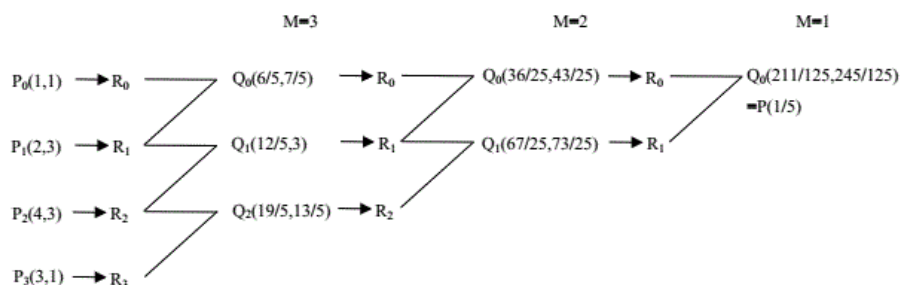 M=3 M=2 M=1
P₀(1,1) R₀ Q₀(6/5,7/5) R₀ Q₀(36/25,43/25) R₀ Q₀(211/125,245/125)
=P(1/5)
P₁(2,3) R₁ Q₁(12/5,3) R₁ Q₁(67/25,73/25) R₁
P₂(4,3) R₂ Q₂(19/5,13/5) R₂
P₃(3,1) R₃